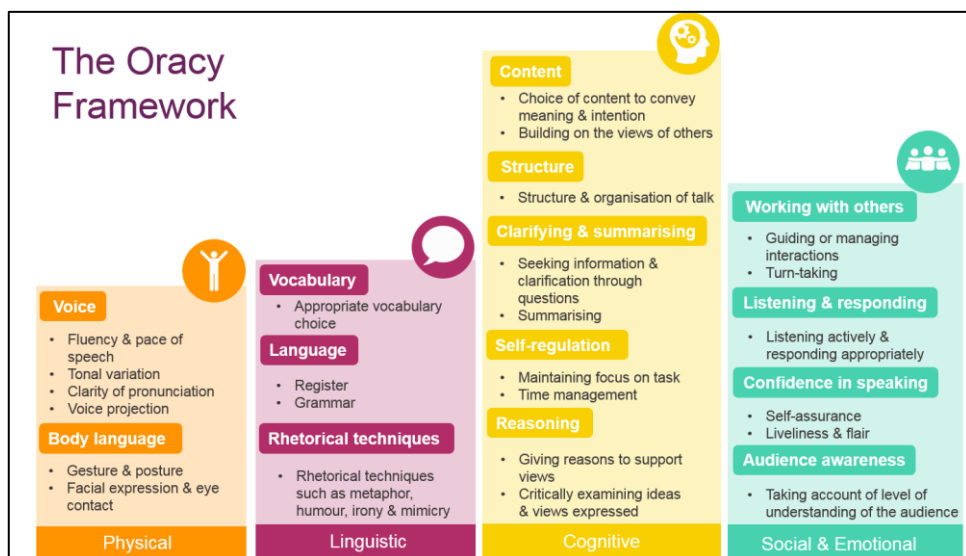 The Oracy
Framework
Voice
• Fluency & pace of
speech
• Tonal variation
• Clarity of pronunciation
• Voice projection
Body language
• Gesture & posture
• Facial expression & eye
contact
Physical
Vocabulary
• Appropriate vocabulary
choice
Language
• Register
• Grammar
Rhetorical techniques
• Rhetorical techniques
such as metaphor,
humour, irony & mimicry
Linguistic
Content
• Choice of content to convey
meaning & intention
• Building on the views of others
Structure
• Structure & organisation of talk
Clarifying & summarising
• Seeking information &
clarification through
questions
• Summarising
Self-regulation
• Maintaining focus on task
• Time management
Reasoning
• Giving reasons to support
views
• Critically examining ideas
& views expressed
Cognitive
Working with others
• Guiding or managing
interactions
• Turn-taking
Listening & responding
• Listening actively &
responding appropriately
Confidence in speaking
• Self-assurance
• Liveliness & flair
Audience awareness
• Taking account of level of
understanding of the audience
Social & Emotional